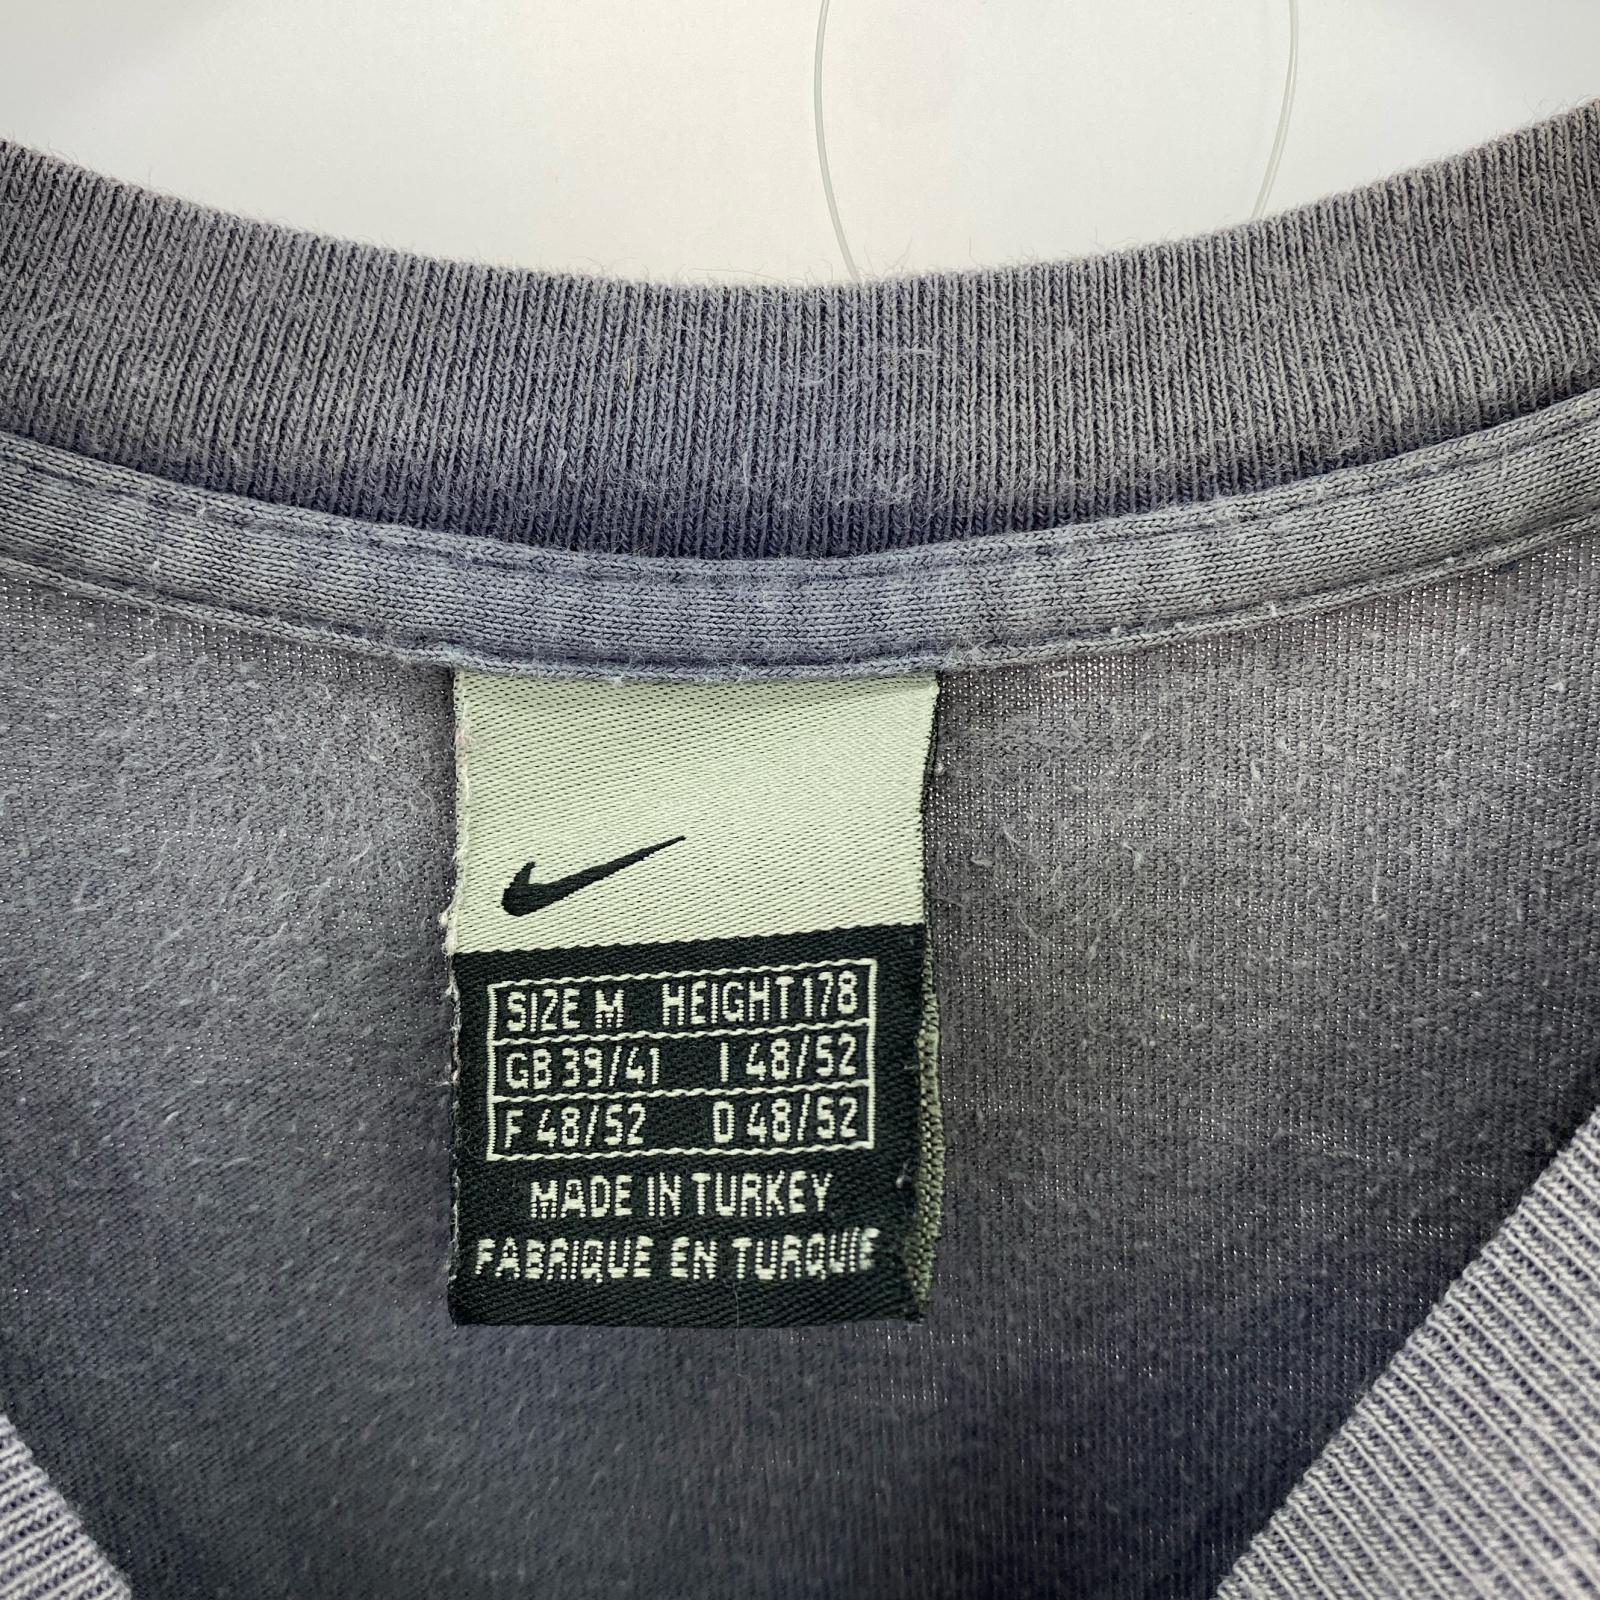 SIZE M HEIGHT 178
GB 39/41 I 48/52
F 48/52 D 48/52
MADE IN TURKEY
FABRIQUE EN TURQUIE